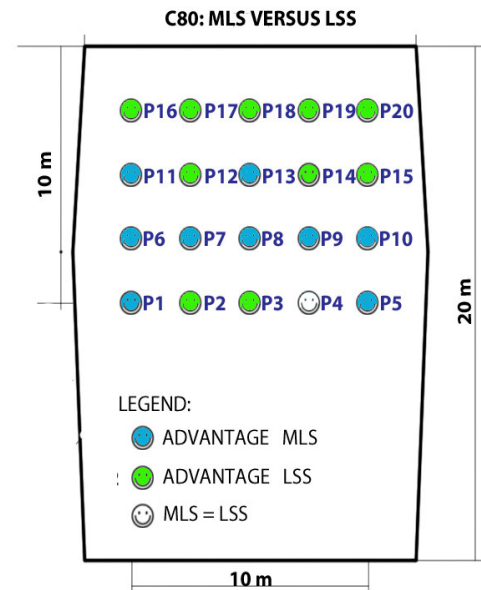 C80: MLS VERSUS LSS
P16 P17 P18 P19 P20
10 m
P11 P12 P13 P14 P15
P6 P7 P8 P9 P10
P1 P2 P3 P4 P5
20 m
LEGEND:
ADVANTAGE MLS
ADVANTAGE LSS
MLS = LSS
10 m